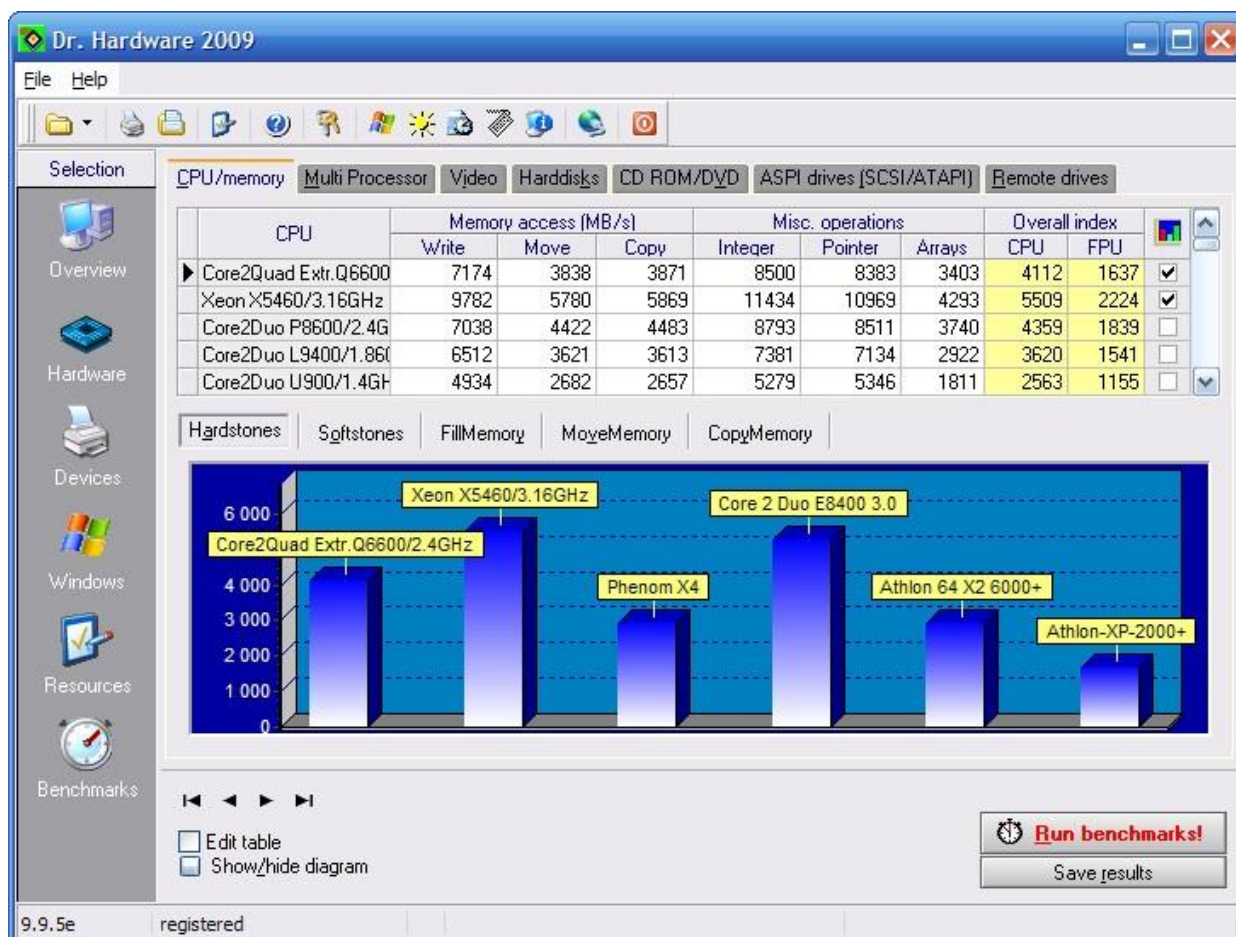 Dr. Hardware 2009
File Help
Selection
Overview
Hardware
Devices
Windows
Resources
Benchmarks
CPU/memory Multi Processor Video Harddisks CD ROM/DVD ASPI drives (SCSI/ATAPI) Remote drives
CPU Memory access (MB/s) Misc. operations Overall index
Write Move Copy Integer Pointer Arrays CPU FPU
Core2Quad Extr.Q6600 7174 3838 3871 8500 8383 3403 4112 1637
Xeon X5460/3.16GHz 9782 5780 5869 11434 10969 4293 5509 2224
Core2Duo P8600/2.4G 7038 4422 4483 8793 8511 3740 4359 1839
Core2Duo L9400/1.86( 6512 3621 3613 7381 7134 2922 3620 1541
Core2Duo U900/1.4GH 4934 2682 2657 5279 5346 1811 2563 1155
Hardstones Softstones FillMemory MoveMemory CopyMemory
Xeon X5460/3.16GHz
Core 2 Duo E8400 3.0
6 000
Core2Quad Extr.Q6600/2.4GHz
4 000
Phenom X4
Athlon 64 X2 6000+
3 000
Athlon-XP-2000+
2 000
1 000
0
Edit table
Show/hide diagram
Run benchmarks!
Save results
9.9.5e registered